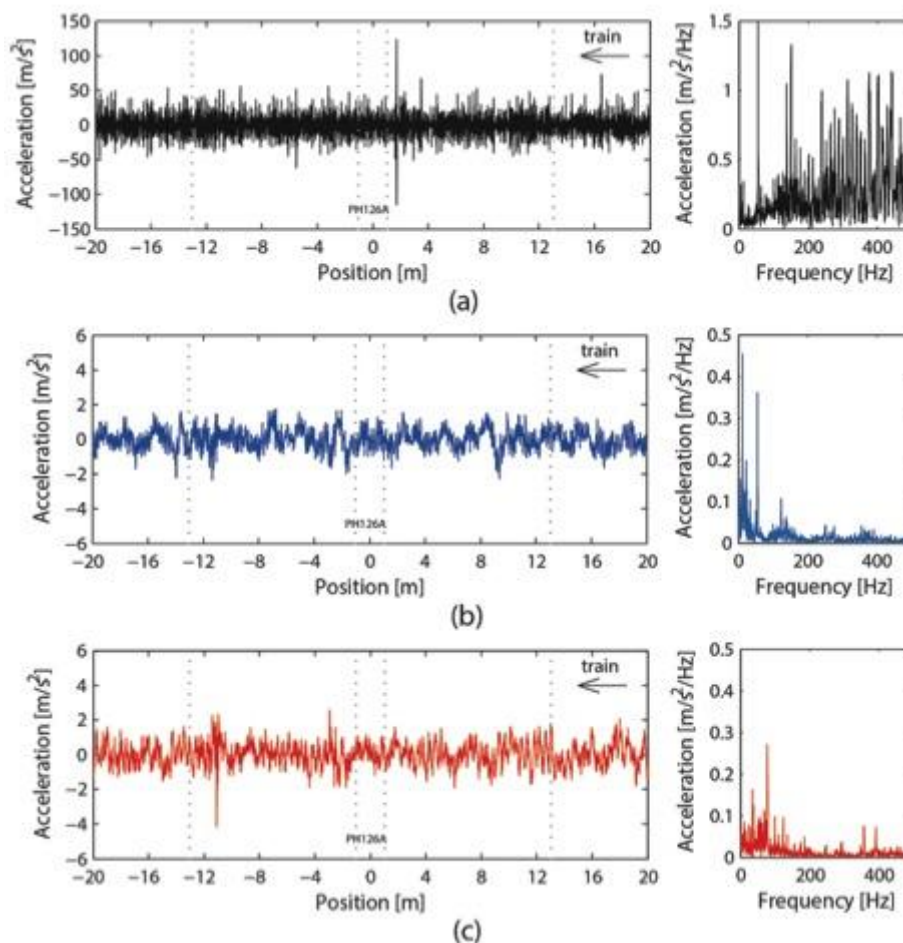 150
100
50
0
−50
−100
−150
Acceleration [m/s²]
train
PH126A
−20 −16 −12 −8 −4 0 4 8 12 16 20
Position [m]
1.5
1
0.5
0
Acceleration [m/s²/Hz]
0 200 400
Frequency [Hz]
(a)
6
4
2
0
−2
−4
−6
Acceleration [m/s²]
train
PH126A
−20 −16 −12 −8 −4 0 4 8 12 16 20
Position [m]
0.5
0.4
0.3
0.2
0.1
0
Acceleration [m/s²/Hz]
0 200 400
Frequency [Hz]
(b)
6
4
2
0
−2
−4
−6
Acceleration [m/s²]
train
PH126A
−20 −16 −12 −8 −4 0 4 8 12 16 20
Position [m]
0.5
0.4
0.3
0.2
0.1
0
Acceleration [m/s²/Hz]
0 200 400
Frequency [Hz]
(c)